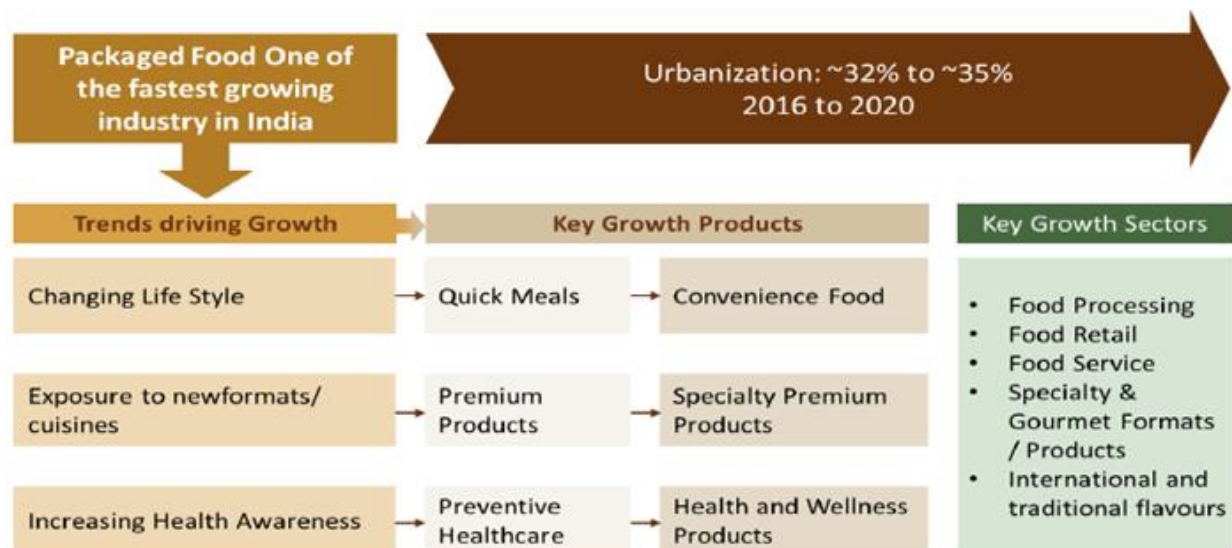 Packaged Food One of
the fastest growing
industry in India
Urbanization: ~32% to ~35%
2016 to 2020
Trends driving Growth
Key Growth Products
Key Growth Sectors
Changing Life Style
Quick Meals
Convenience Food
Exposure to newformats/
cuisines
Premium
Products
Specialty Premium
Products
Increasing Health Awareness
Preventive
Healthcare
Health and Wellness
Products
• Food Processing
• Food Retail
• Food Service
• Specialty &
Gourmet Formats
/ Products
• International and
traditional flavours